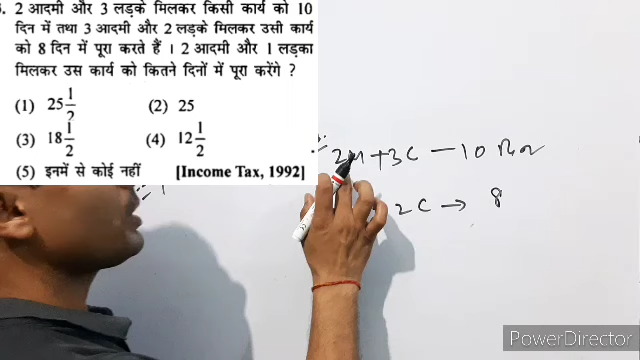 2 आदमी और 3 लड़के मिलकर किसी कार्य को 10
दिन में तथा 3 आदमी और 2 लड़के मिलकर उसी कार्य
को 8 दिन में पूरा करते हैं । 2 आदमी और 1 लड़का
मिलकर उस कार्य को कितने दिनों में पूरा करेंगे ?
(1) 25 1/2 (2) 25
(3) 18 1/2 (4) 12 1/2
(5) इनमें से कोई नहीं [Income Tax, 1992]
2M + 3C – 10 दिन
2C → 8
PowerDirector